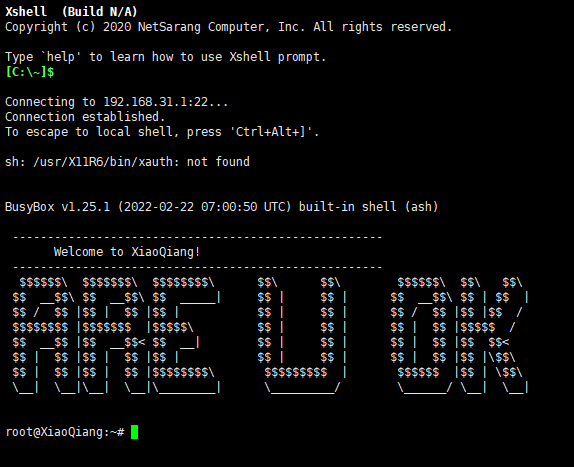 Xshell  (Build N/A)
Copyright (c) 2020 NetSarang Computer, Inc. All rights reserved.

Type `help' to learn how to use Xshell prompt.
[C:\~]$

Connecting to 192.168.31.1:22...
Connection established.
To escape to local shell, press 'Ctrl+Alt+]'.

sh: /usr/X11R6/bin/xauth: not found


BusyBox v1.25.1 (2022-02-22 07:00:50 UTC) built-in shell (ash)

 -----------------------------------------------------
       Welcome to XiaoQiang!
 -----------------------------------------------------
  $$$$$$\  $$$$$$$\  $$$$$$$$\      $$\      $$\        $$$$$$\  $$\   $$\
 $$  __$$\ $$  __$$\ $$  _____|     $$ |     $$ |      $$  __$$\ $$ | $$  |
 $$ /  $$ |$$ |  $$ |$$ |           $$ |     $$ |      $$ /  $$ |$$ |$$  /
 $$$$$$$$ |$$$$$$$  |$$$$$\         $$ |     $$ |      $$ |  $$ |$$$$$  /
 $$  __$$ |$$  __$$< $$  __|        $$ |     $$ |      $$ |  $$ |$$  $$<
 $$ |  $$ |$$ |  $$ |$$ |           $$ |     $$ |      $$ |  $$ |$$ |\$$\
 $$ |  $$ |$$ |  $$ |$$$$$$$$\       $$$$$$$$$  |       $$$$$$  |$$ | \$$\
 \__|  \__|\__|  \__|\________|      \_________/        \______/ \__|  \__|


root@XiaoQiang:~#